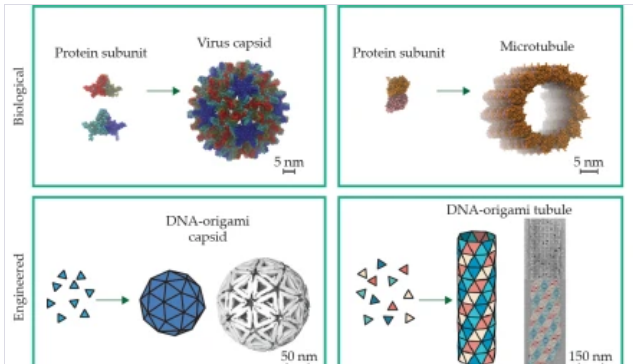 Biological
Protein subunit
Virus capsid
5 nm
Protein subunit
Microtubule
5 nm
Engineered
DNA-origami
capsid
50 nm
DNA-origami tubule
150 nm